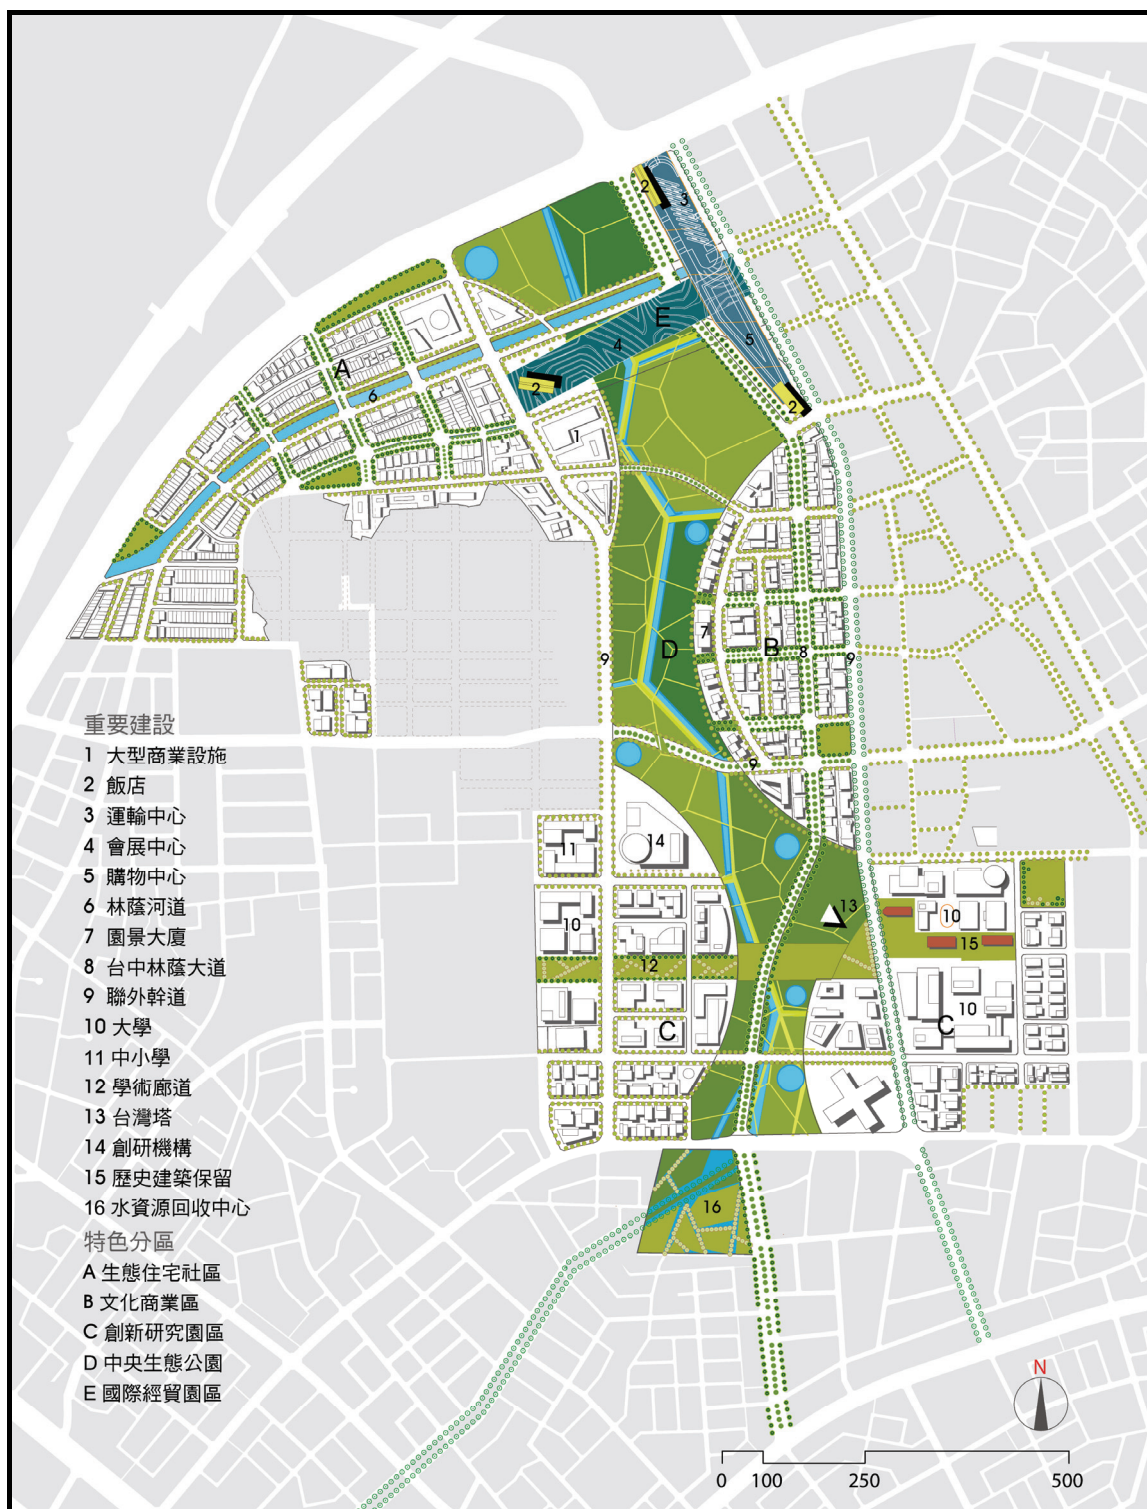 2
3
E
4
5
A
2
6
2
1
7
B
8
9
D
9
9
14
11
13
10
10
15
12
10
C
C
16
重要建設
1 大型商業設施
2 飯店
3 運輸中心
4 會展中心
5 購物中心
6 林蔭河道
7 園景大廈
8 台中林蔭大道
9 聯外幹道
10 大學
11 中小學
12 學術廊道
13 台灣塔
14 創研機構
15 歷史建築保留
16 水資源回收中心
特色分區
A 生態住宅社區
B 文化商業區
C 創新研究園區
D 中央生態公園
E 國際經貿園區
N
0 100 250 500